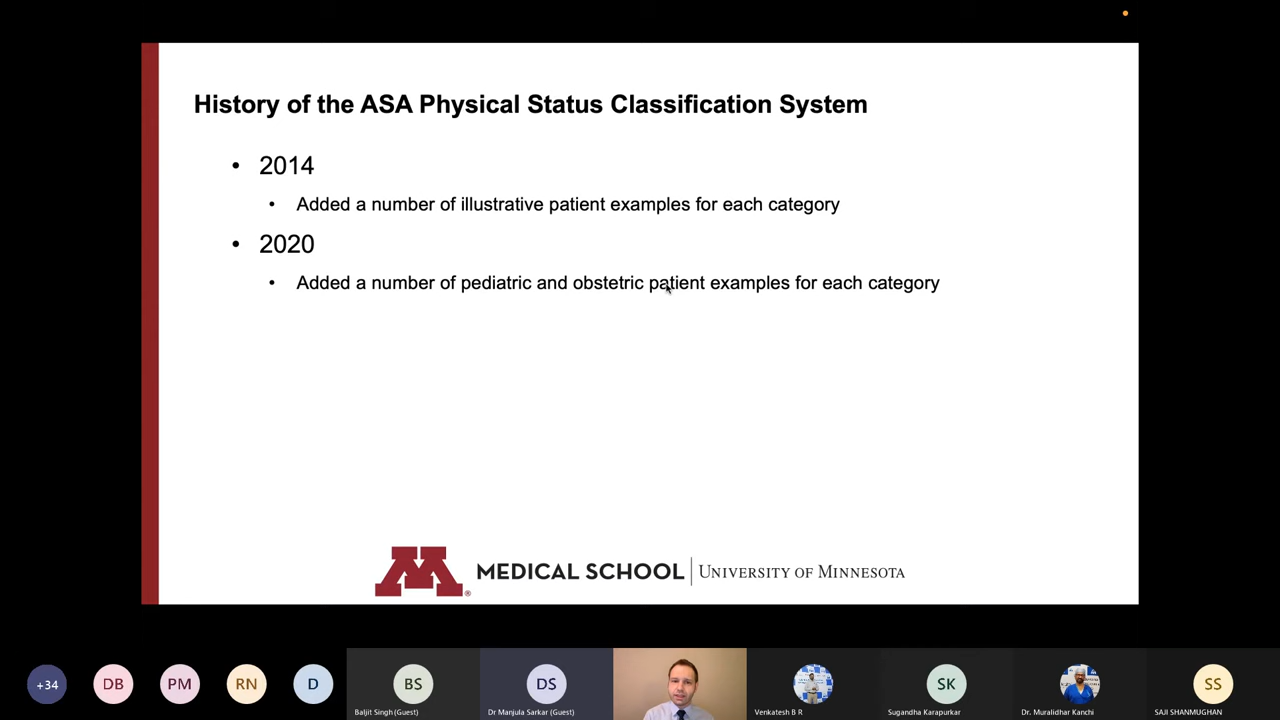 History of the ASA Physical Status Classification System
• 2014
• Added a number of illustrative patient examples for each category
• 2020
• Added a number of pediatric and obstetric patient examples for each category
M® MEDICAL SCHOOL | UNIVERSITY OF MINNESOTA
+34
DB
PM
RN
D
BS
DS
SK
SS
Baljit Singh (Guest)
Dr Manjula Sarkar (Guest)
Venkatesh B R
Sugandha Karapurkar
Dr. Muralidhar Kanchi
SAJI SHANMUGHAN